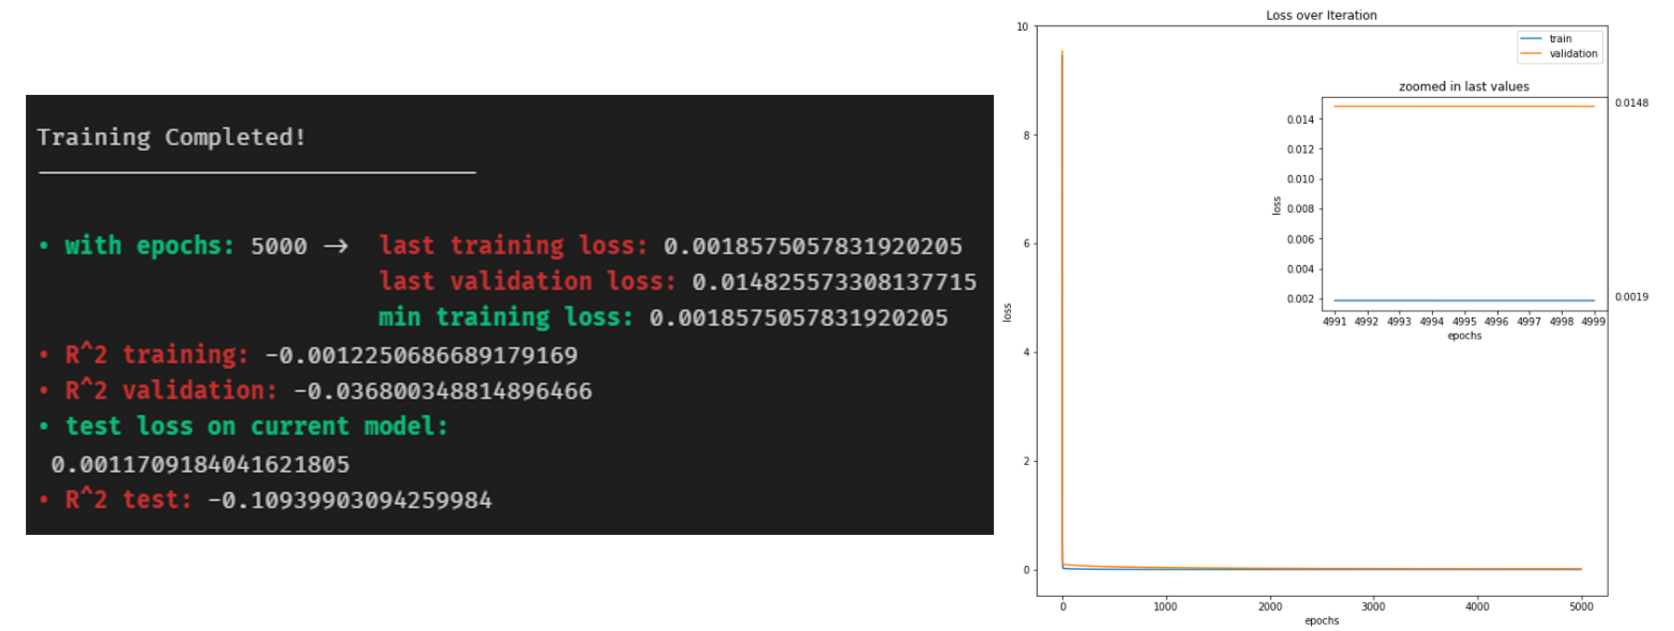 Training Completed!
• with epochs: 5000 → last training loss: 0.0018575057831920205
last validation loss: 0.014825573308137715
min training loss: 0.0018575057831920205
• R^2 training: -0.0012250686689179169
• R^2 validation: -0.036800348814896466
• test loss on current model:
0.0011709184041621805
• R^2 test: -0.10939903094259984
Loss over Iteration
10
8
6
4
2
0
loss
0 1000 2000 3000 4000 5000
epochs
train
validation
zoomed in last values
0.014
0.012
0.010
0.008
0.006
0.004
0.002
loss
4991 4992 4993 4994 4995 4996 4997 4998 4999
epochs
0.0148
0.0019